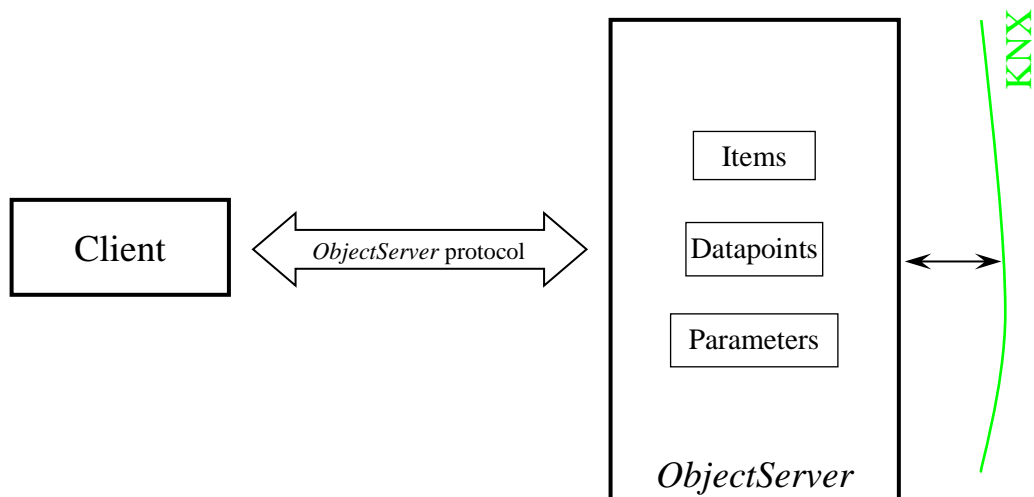 KNX
Items
Client
ObjectServer protocol
Datapoints
Parameters
ObjectServer